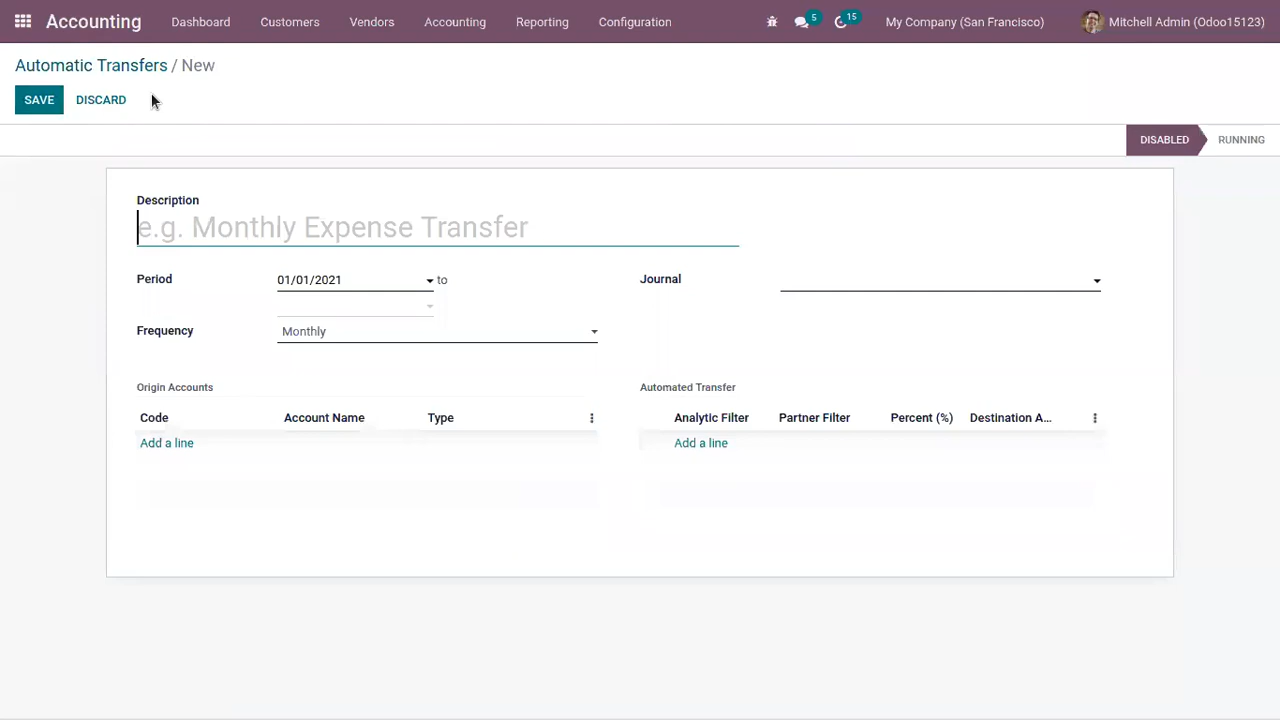 Accounting Dashboard Customers Vendors Accounting Reporting Configuration 5 15 My Company (San Francisco) Mitchell Admin (Odoo15123)
Automatic Transfers / New
SAVE DISCARD
DISABLED RUNNING
Description
e.g. Monthly Expense Transfer
Period 01/01/2021 to Journal
Frequency Monthly
Origin Accounts Automated Transfer
Code Account Name Type Analytic Filter Partner Filter Percent (%) Destination A...
Add a line Add a line